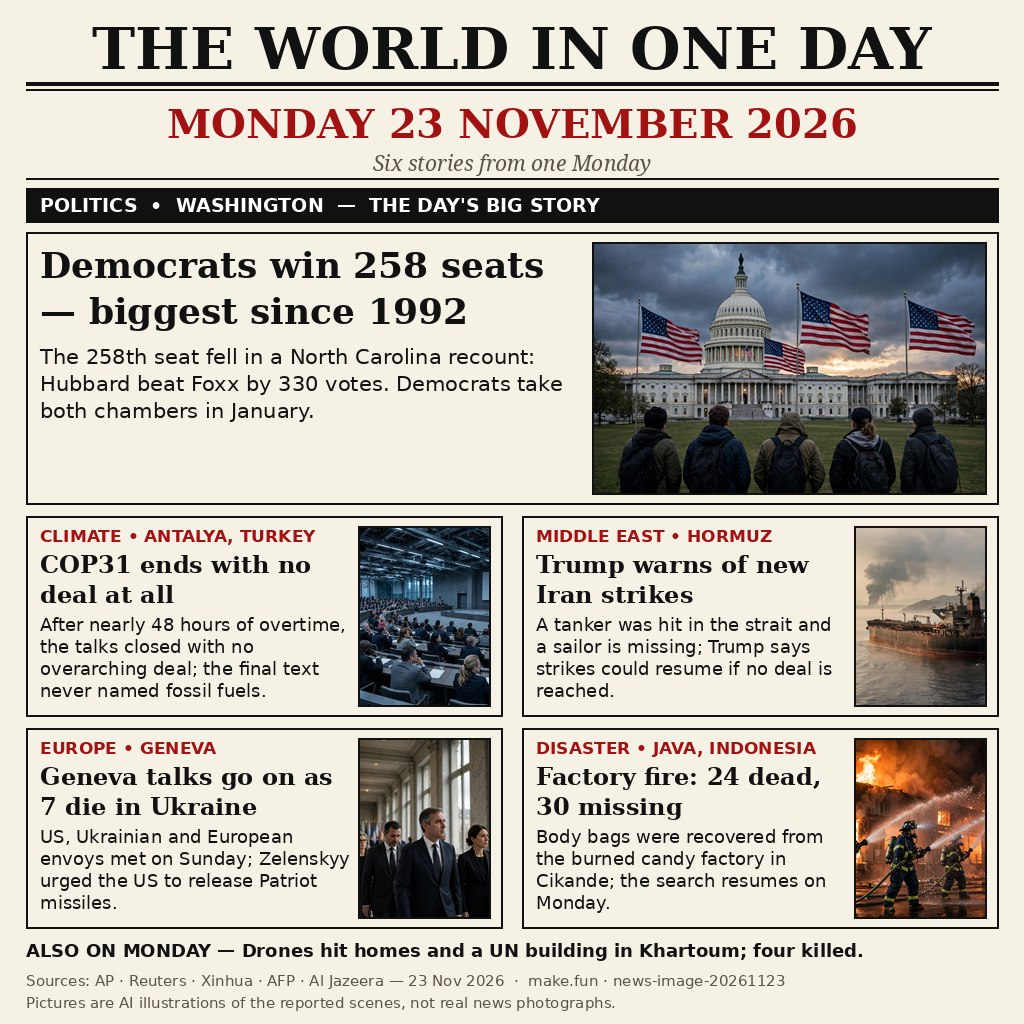 THE WORLD IN ONE DAY
MONDAY 23 NOVEMBER 2026
Six stories from one Monday
POLITICS • WASHINGTON — THE DAY'S BIG STORY
Democrats win 258 seats
— biggest since 1992
The 258th seat fell in a North Carolina recount:
Hubbard beat Foxx by 330 votes. Democrats take
both chambers in January.
CLIMATE • ANTALYA, TURKEY
COP31 ends with no
deal at all
After nearly 48 hours of overtime,
the talks closed with no
overarching deal; the final text
never named fossil fuels.
MIDDLE EAST • HORMUZ
Trump warns of new
Iran strikes
A tanker was hit in the strait and
a sailor is missing; Trump says
strikes could resume if no deal is
reached.
EUROPE • GENEVA
Geneva talks go on as
7 die in Ukraine
US, Ukrainian and European
envoys met on Sunday; Zelenskyy
urged the US to release Patriot
missiles.
DISASTER • JAVA, INDONESIA
Factory fire: 24 dead,
30 missing
Body bags were recovered from
the burned candy factory in
Cikande; the search resumes on
Monday.
ALSO ON MONDAY — Drones hit homes and a UN building in Khartoum; four killed.
Sources: AP · Reuters · Xinhua · AFP · Al Jazeera — 23 Nov 2026 · make.fun · news-image-20261123
Pictures are AI illustrations of the reported scenes, not real news photographs.